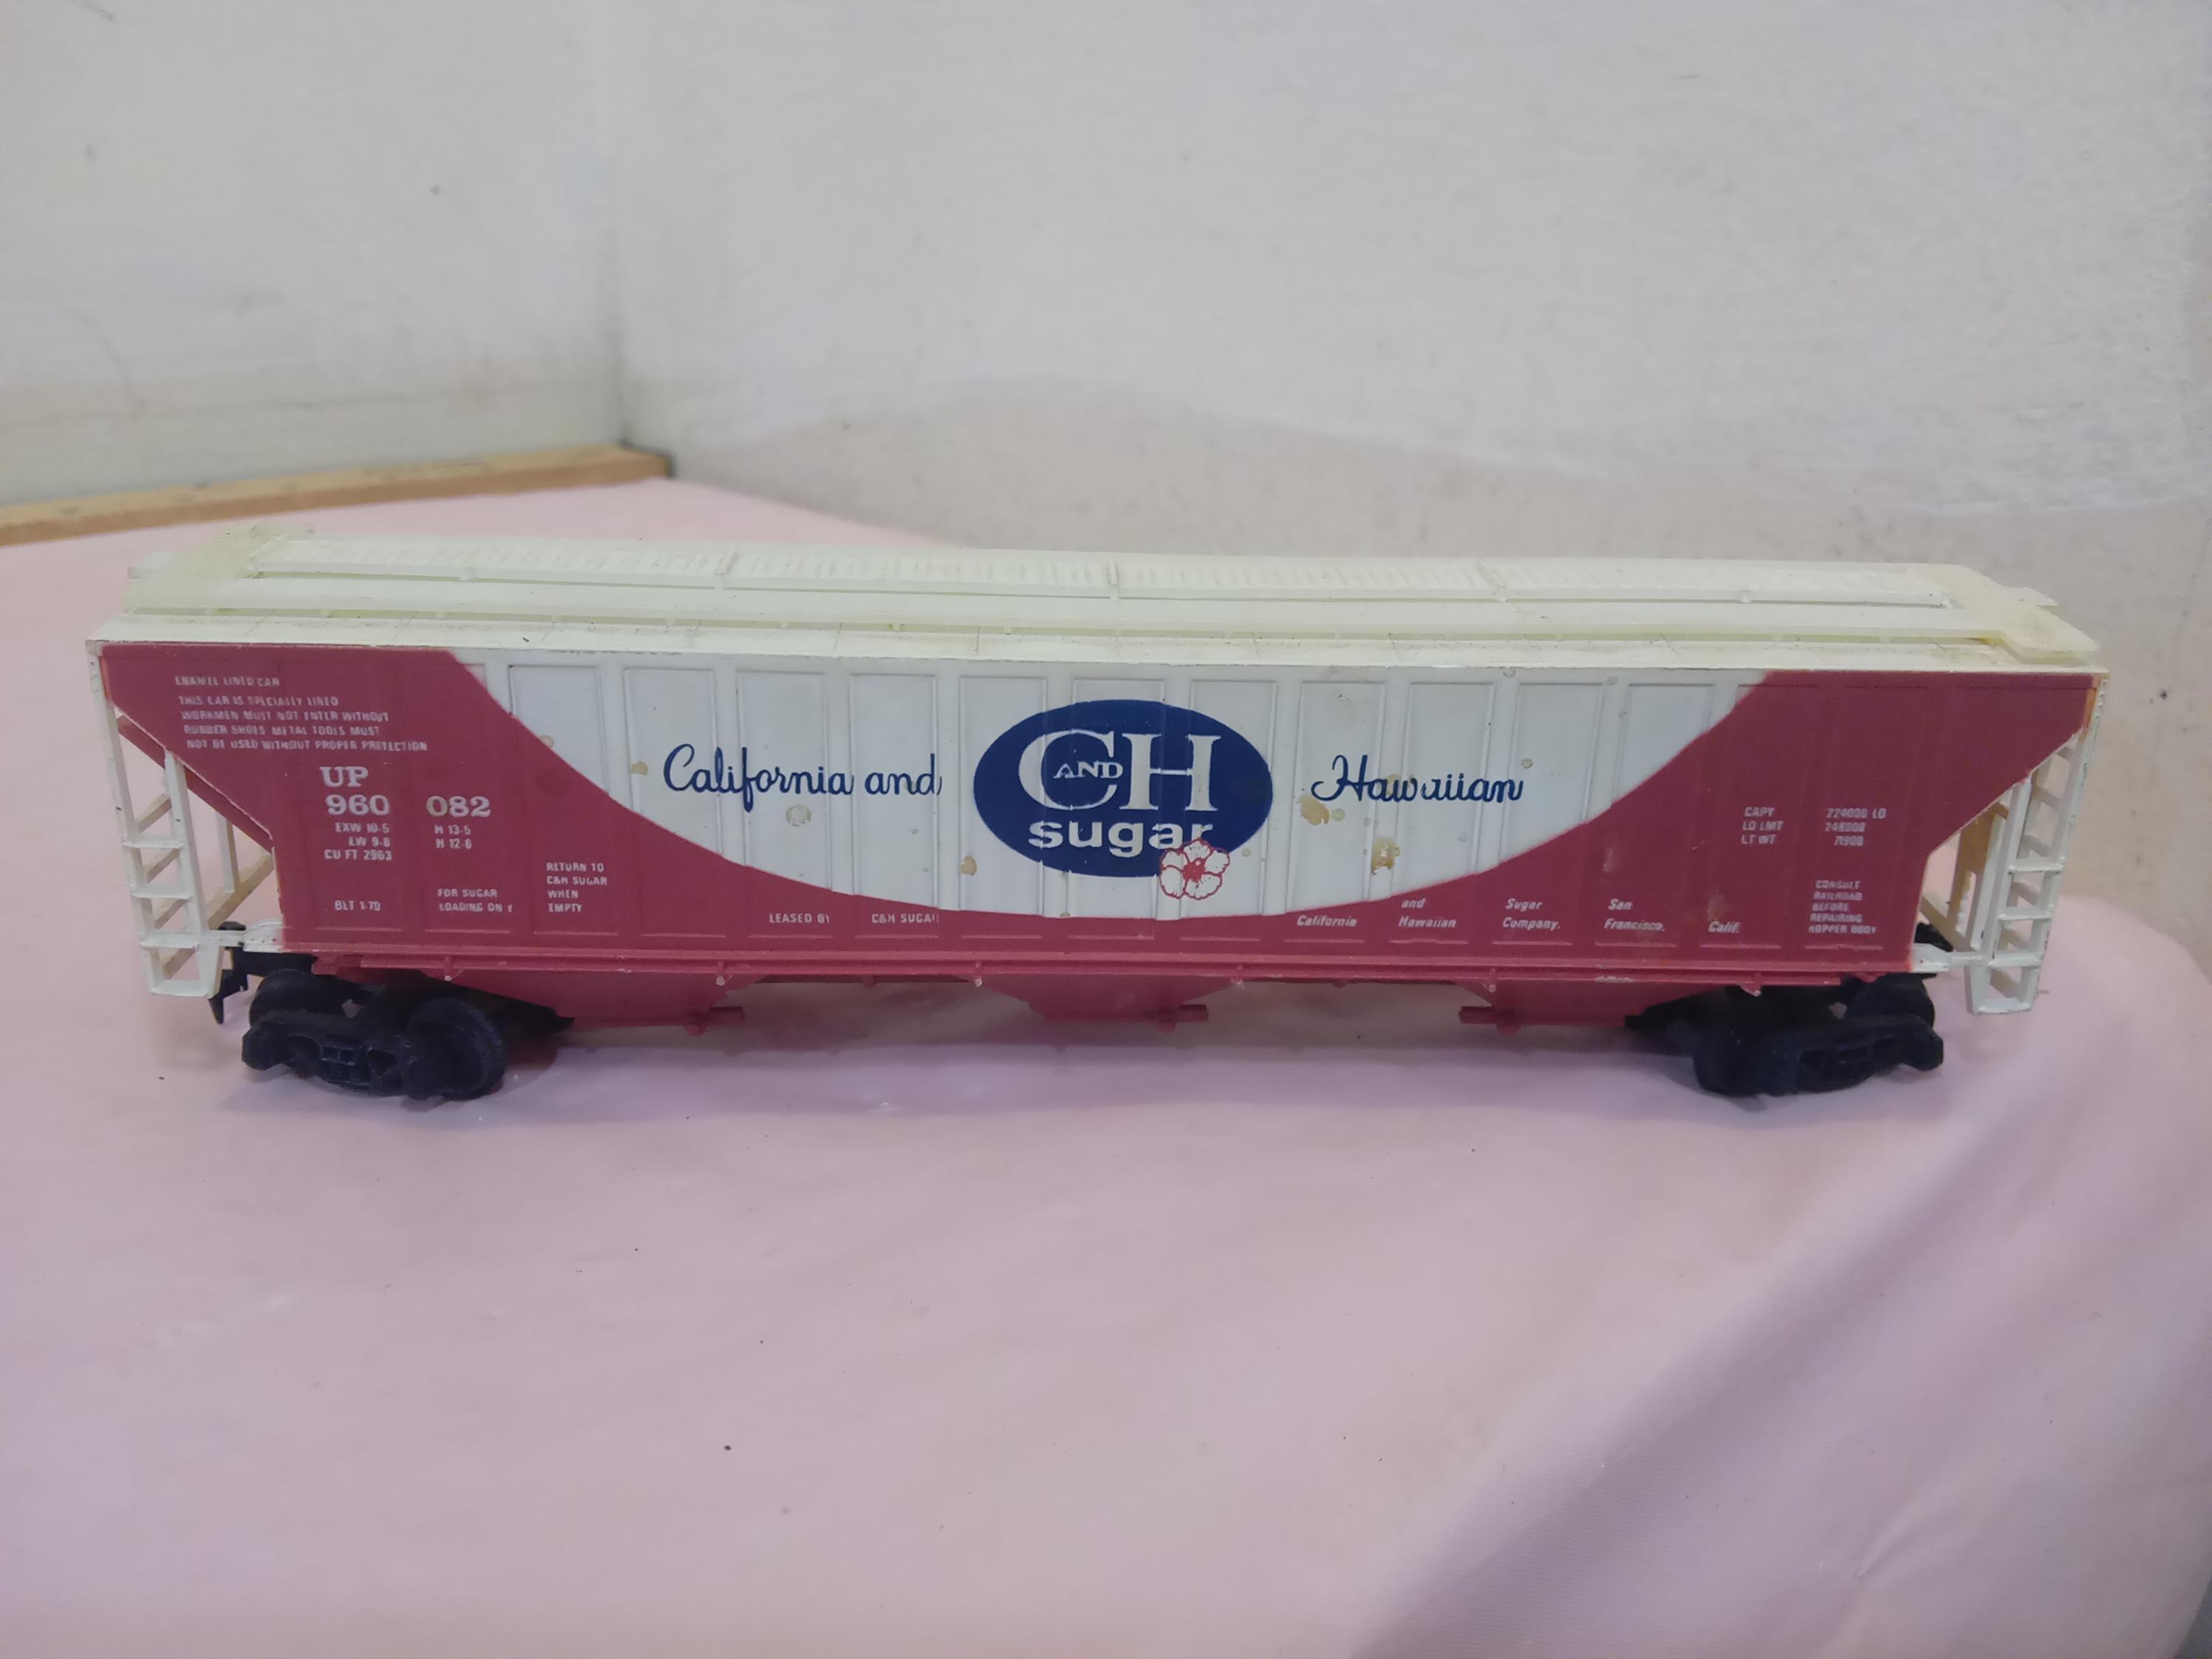 ENAMEL LINED CAR
THIS CAR IS SPECIALLY LINED
WORKMEN MUST NOT ENTER WITHOUT
RUBBER SHOES METAL TOOLS MUST
NOT BE USED WITHOUT PROPER PROTECTION
UP
960 082
EXW 10-5 H 13-5
EW 9-8 H 12-6
CU FT 2963
BLT 1-70
FOR SUGAR
LOADING ONLY
RETURN TO
C&H SUGAR
WHEN
EMPTY
California and
C AND H
sugar
Hawaiian
LEASED BY C&H SUGAR
California and Hawaiian Sugar Company. San Francisco. Calif.
CAPY 224000 LB
LD LMT
LT WT 71900
CONSULT
RAILROAD
BEFORE
REPAIRING
HOPPER BODY